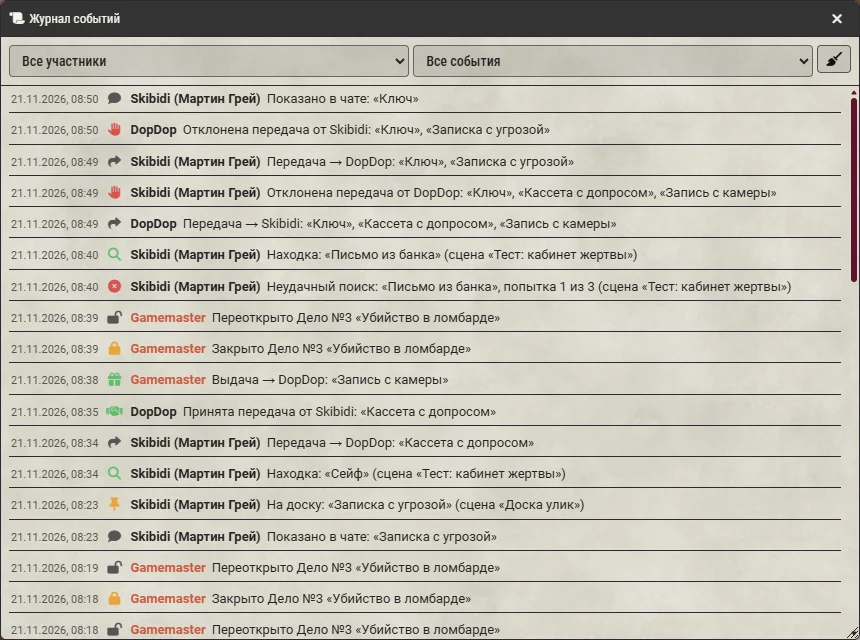 Журнал событий
Все участники
Все события
21.11.2026, 08:50 Skibidi (Мартин Грей) Показано в чате: «Ключ»
21.11.2026, 08:50 DopDop Отклонена передача от Skibidi: «Ключ», «Записка с угрозой»
21.11.2026, 08:49 Skibidi (Мартин Грей) Передача → DopDop: «Ключ», «Записка с угрозой»
21.11.2026, 08:49 Skibidi (Мартин Грей) Отклонена передача от DopDop: «Ключ», «Кассета с допросом», «Запись с камеры»
21.11.2026, 08:49 DopDop Передача → Skibidi: «Ключ», «Кассета с допросом», «Запись с камеры»
21.11.2026, 08:40 Skibidi (Мартин Грей) Находка: «Письмо из банка» (сцена «Тест: кабинет жертвы»)
21.11.2026, 08:40 Skibidi (Мартин Грей) Неудачный поиск: «Письмо из банка», попытка 1 из 3 (сцена «Тест: кабинет жертвы»)
21.11.2026, 08:39 Gamemaster Переоткрыто Дело №3 «Убийство в ломбарде»
21.11.2026, 08:39 Gamemaster Закрыто Дело №3 «Убийство в ломбарде»
21.11.2026, 08:38 Gamemaster Выдача → DopDop: «Запись с камеры»
21.11.2026, 08:35 DopDop Принята передача от Skibidi: «Кассета с допросом»
21.11.2026, 08:34 Skibidi (Мартин Грей) Передача → DopDop: «Кассета с допросом»
21.11.2026, 08:34 Skibidi (Мартин Грей) Находка: «Сейф» (сцена «Тест: кабинет жертвы»)
21.11.2026, 08:23 Skibidi (Мартин Грей) На доску: «Записка с угрозой» (сцена «Доска улик»)
21.11.2026, 08:23 Skibidi (Мартин Грей) Показано в чате: «Записка с угрозой»
21.11.2026, 08:19 Gamemaster Переоткрыто Дело №3 «Убийство в ломбарде»
21.11.2026, 08:18 Gamemaster Закрыто Дело №3 «Убийство в ломбарде»
21.11.2026, 08:18 Gamemaster Переоткрыто Дело №3 «Убийство в ломбарде»